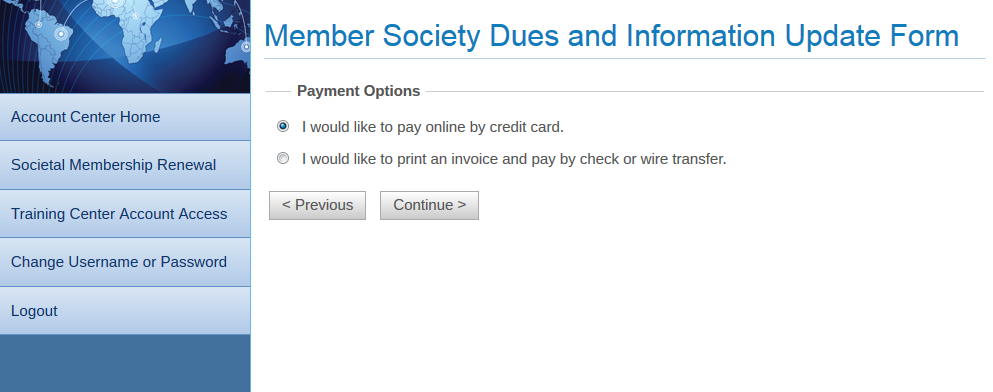 Member Society Dues and Information Update Form
Account Center Home
Societal Membership Renewal
Training Center Account Access
Change Username or Password
Logout
Payment Options
I would like to pay online by credit card.
I would like to print an invoice and pay by check or wire transfer.
< Previous
Continue >